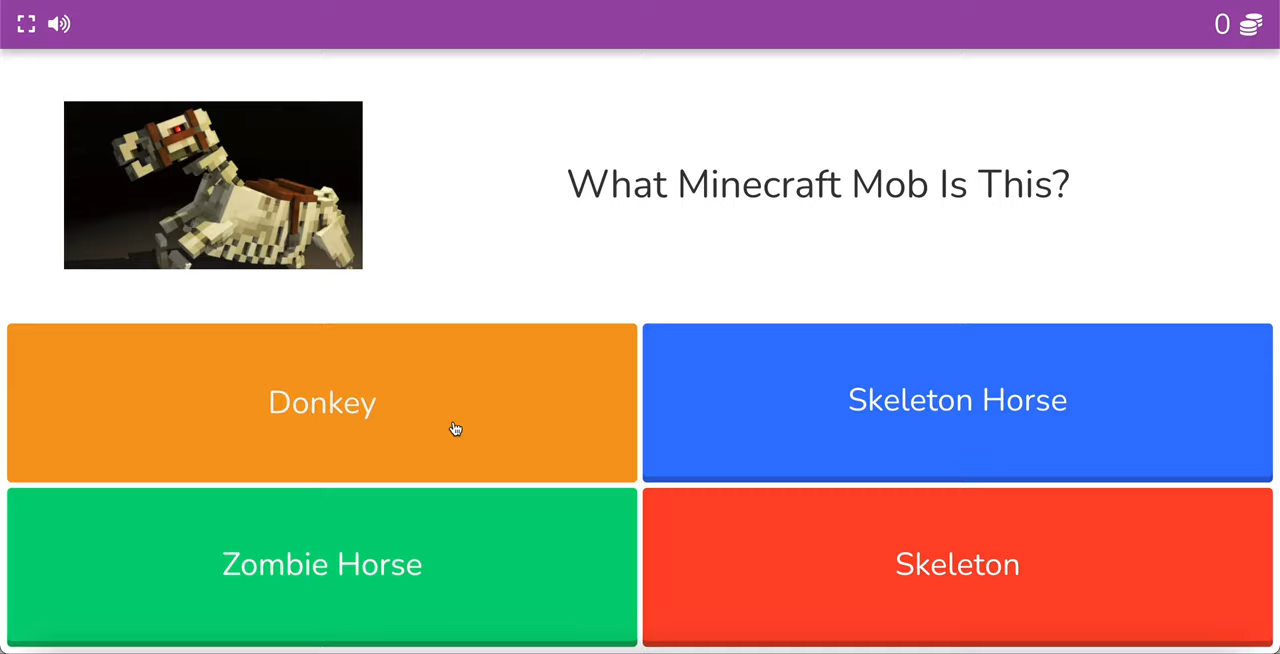 0
What Minecraft Mob Is This?
Donkey
Skeleton Horse
Zombie Horse
Skeleton